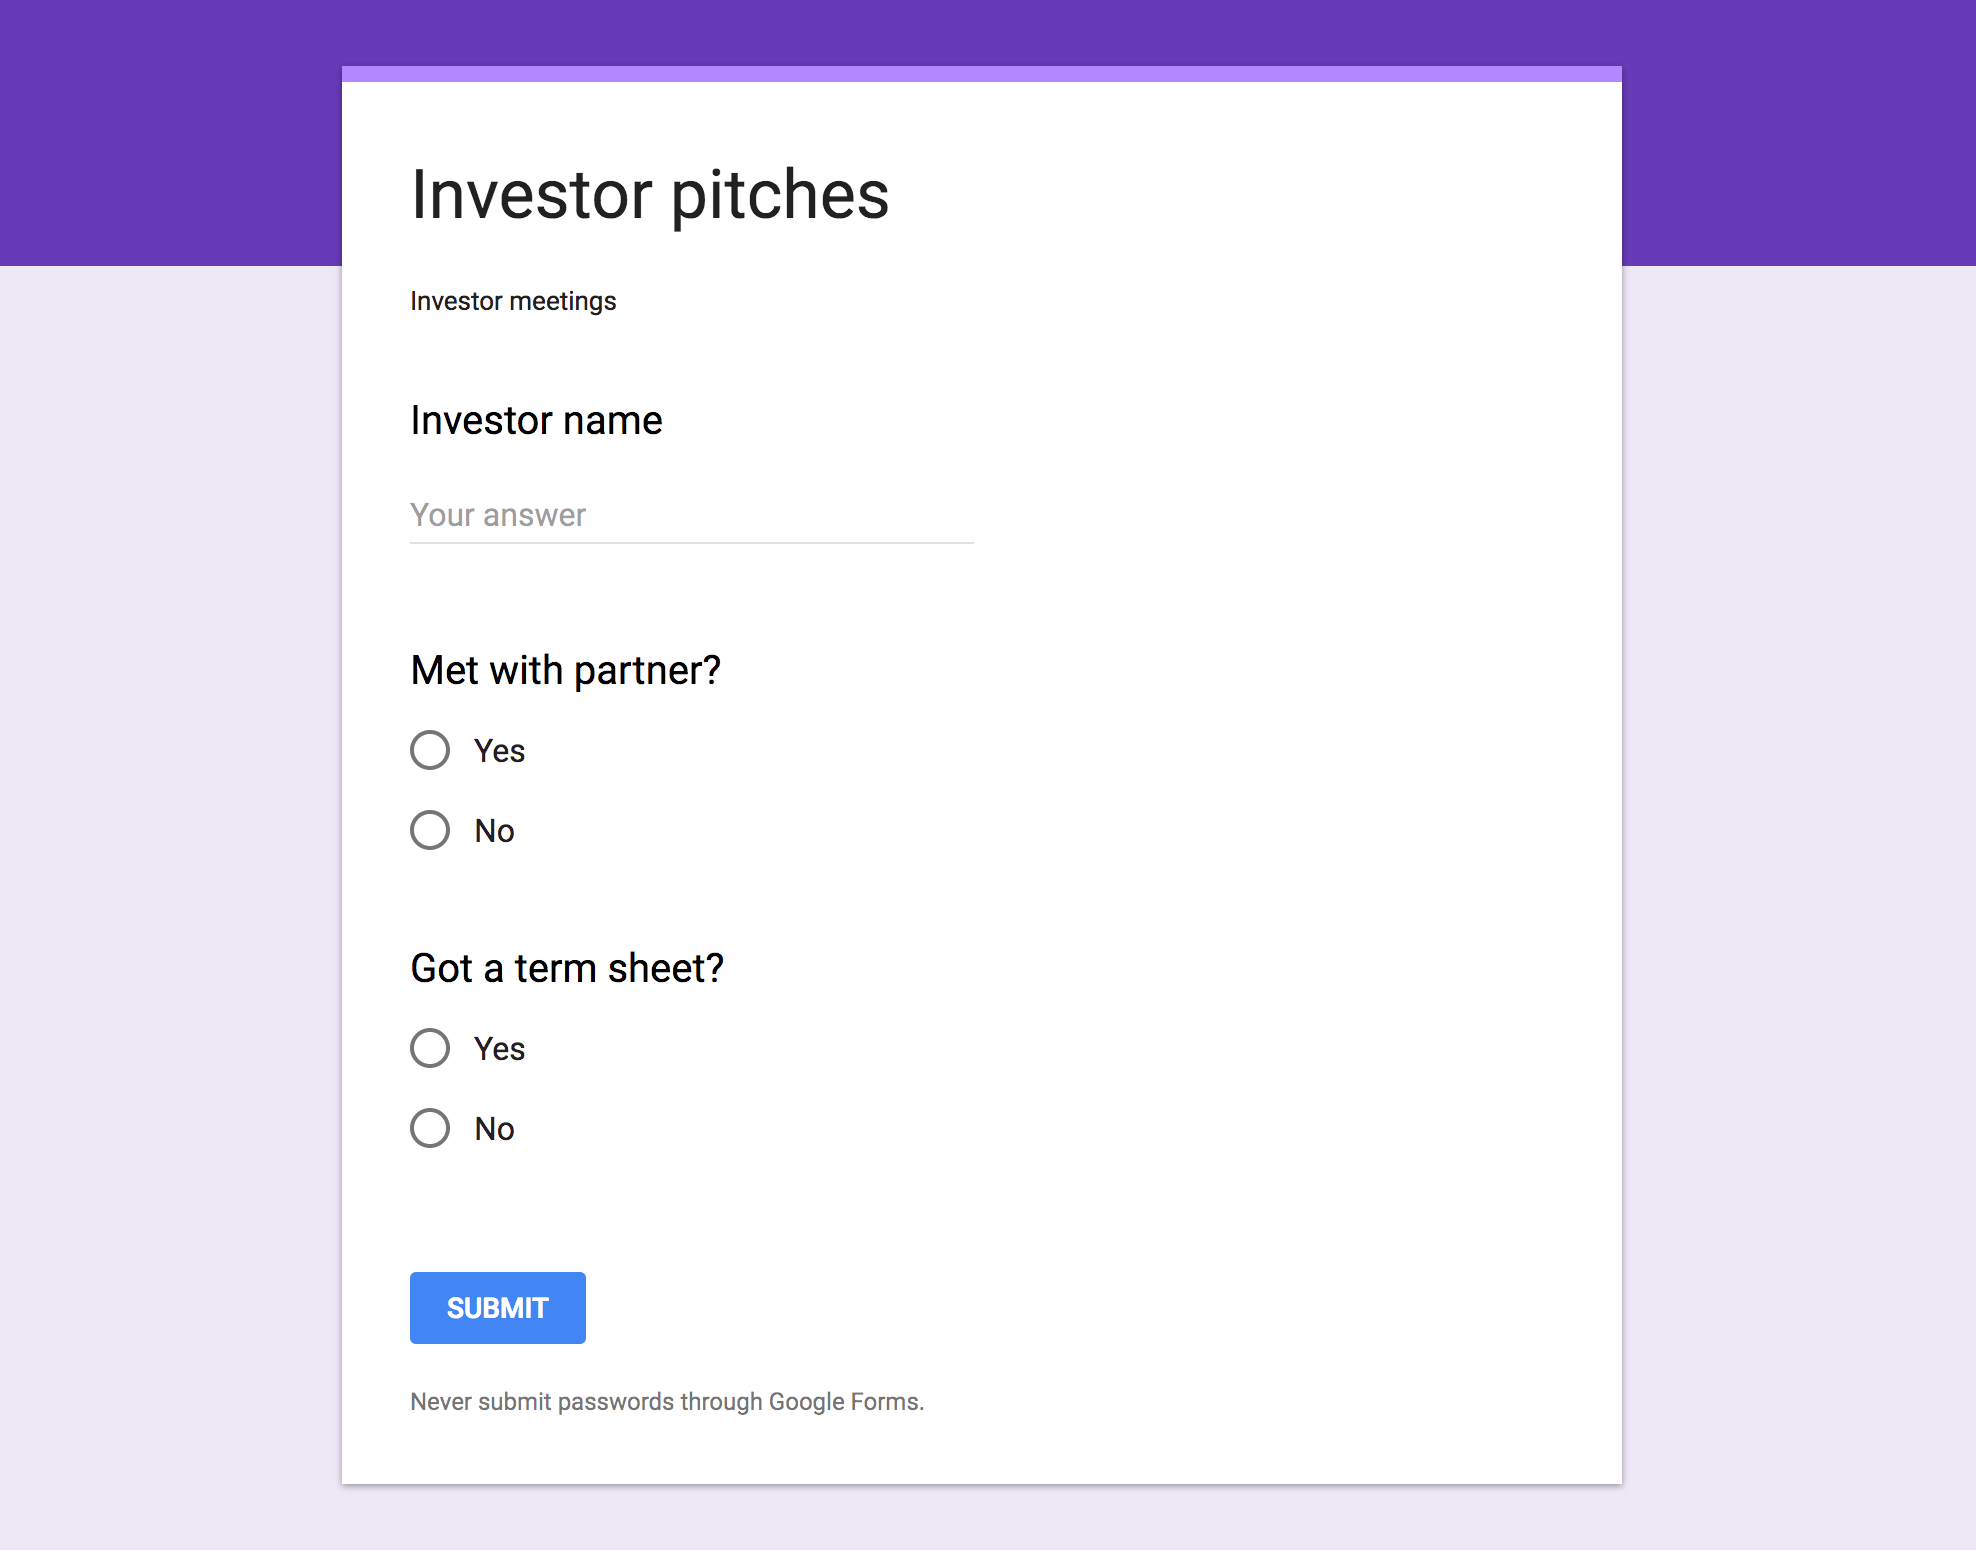 Investor pitches
Investor meetings
Investor name
Your answer
Met with partner?
Yes
No
Got a term sheet?
Yes
No
SUBMIT
Never submit passwords through Google Forms.